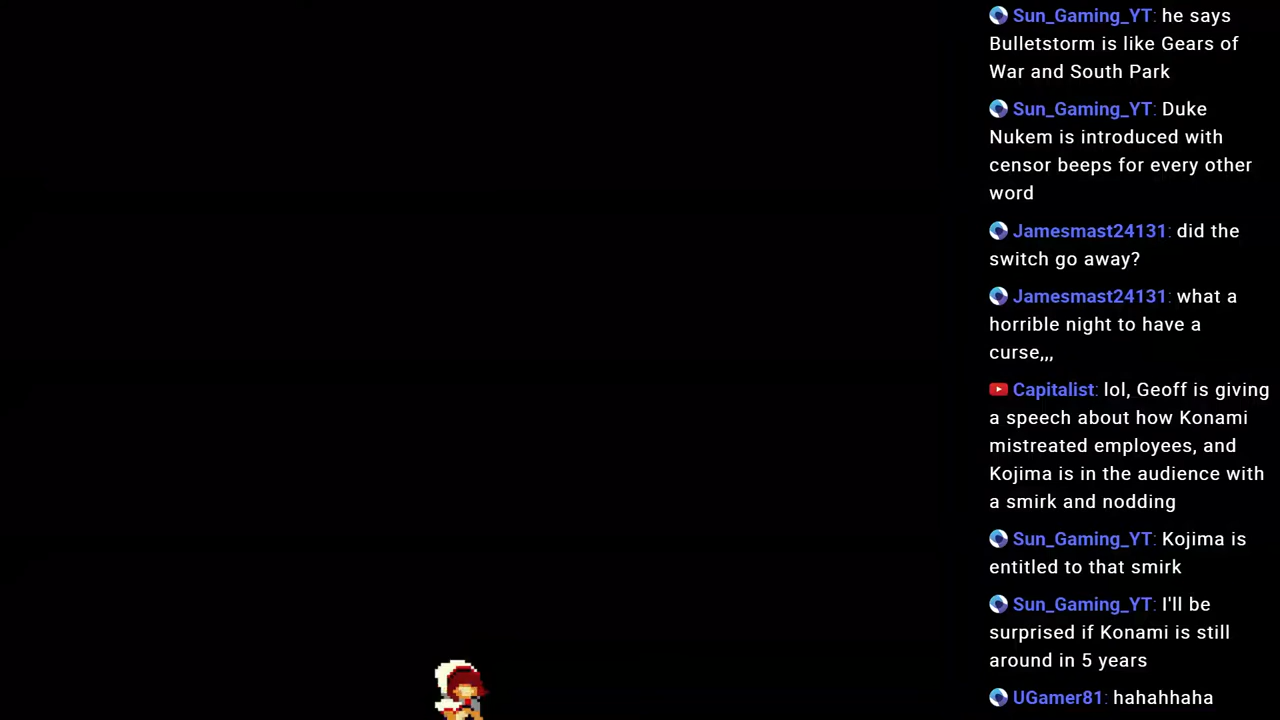 Sun_Gaming_YT: he says
Bulletstorm is like Gears of
War and South Park
Sun_Gaming_YT: Duke
Nukem is introduced with
censor beeps for every other
word
Jamesmast24131: did the
switch go away?
Jamesmast24131: what a
horrible night to have a
curse,,,
Capitalist: lol, Geoff is giving
a speech about how Konami
mistreated employees, and
Kojima is in the audience with
a smirk and nodding
Sun_Gaming_YT: Kojima is
entitled to that smirk
Sun_Gaming_YT: I'll be
surprised if Konami is still
around in 5 years
UGamer81: hahahhaha